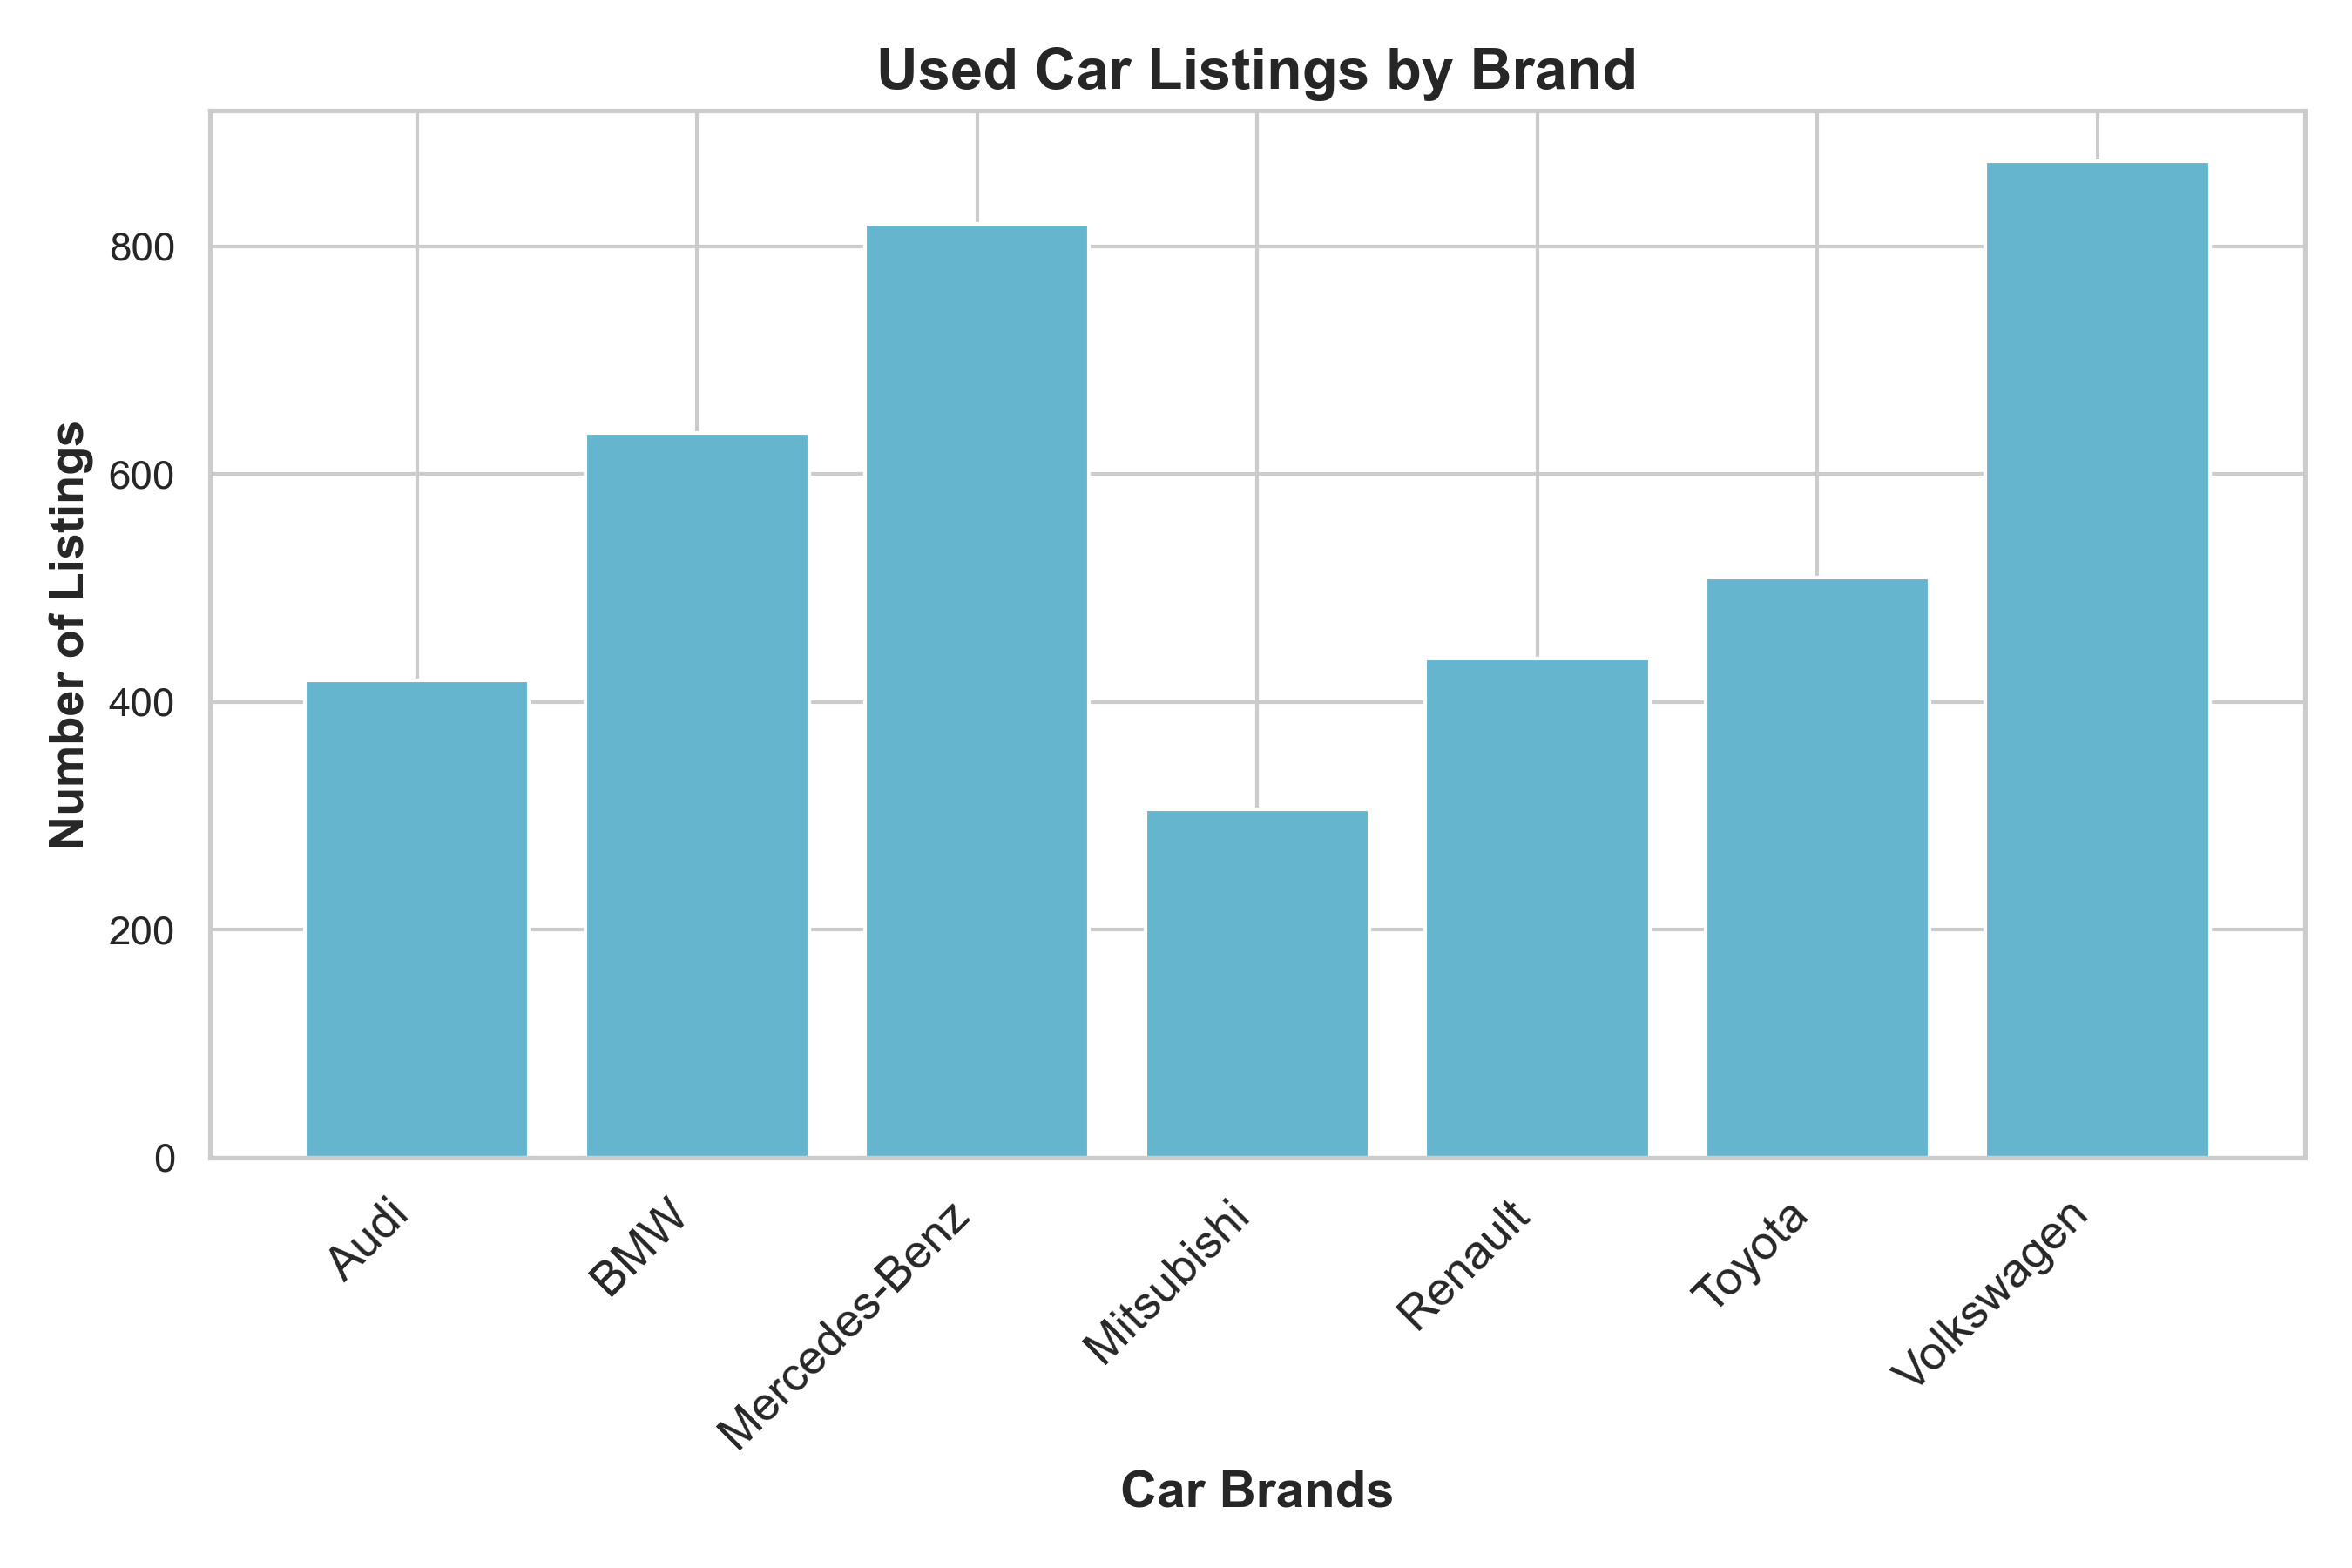 Used Car Listings by Brand
Number of Listings
800
600
400
200
0
Audi
BMW
Mercedes-Benz
Mitsubishi
Renault
Toyota
Volkswagen
Car Brands